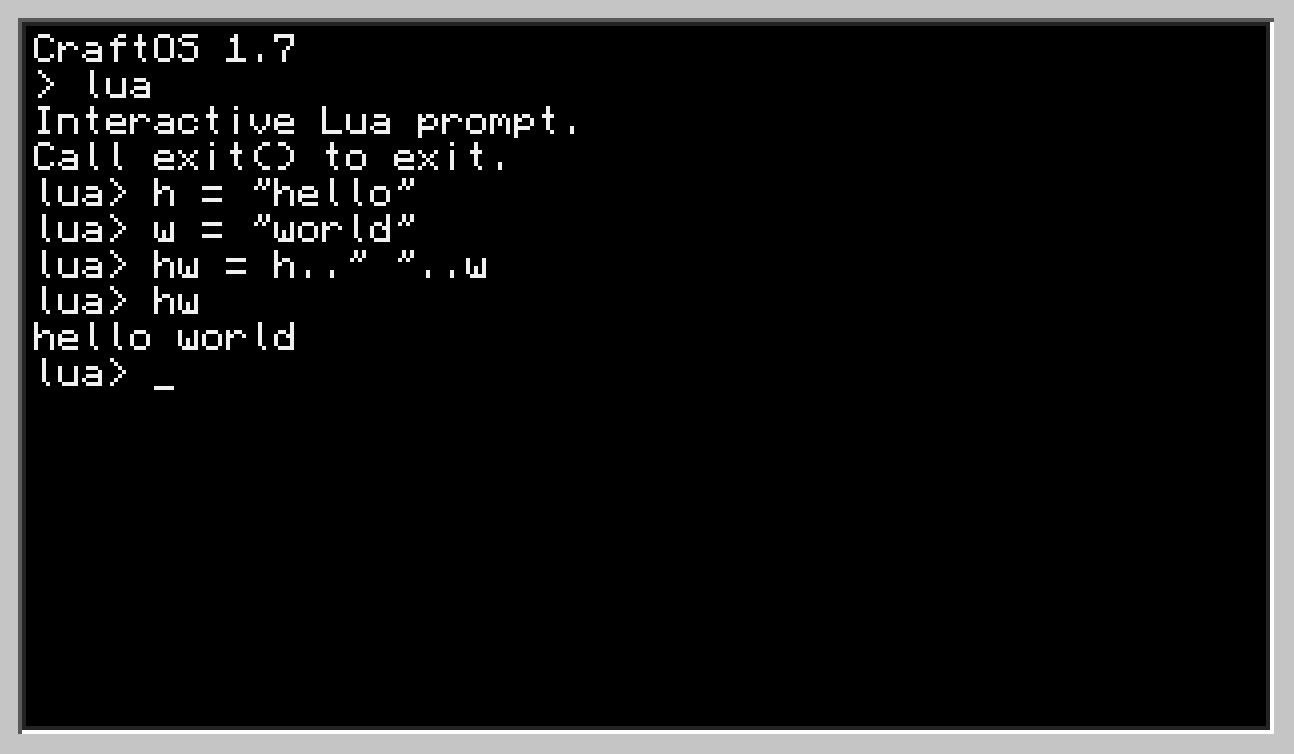 CraftOS 1.7
> lua
Interactive Lua prompt.
Call exit() to exit.
lua> h = "hello"
lua> w = "world"
lua> hw = h.." "..w
lua> hw
hello world
lua> _